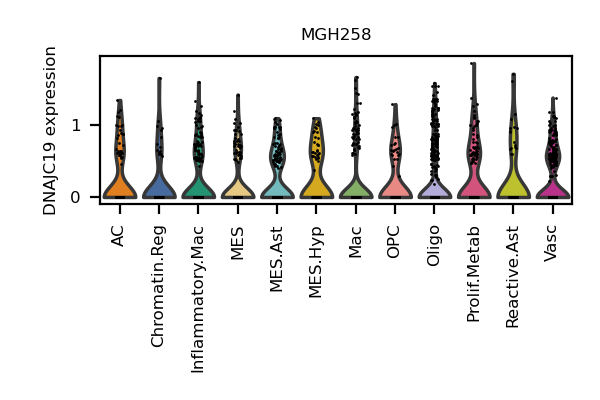 MGH258
DNAJC19 expression
1
0
AC
Chromatin.Reg
Inflammatory.Mac
MES
MES.Ast
MES.Hyp
Mac
OPC
Oligo
Prolif.Metab
Reactive.Ast
Vasc